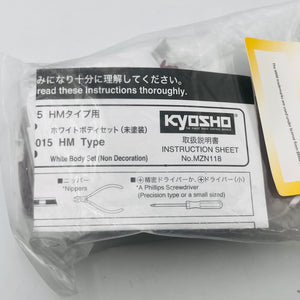 みになり十分に理解してください。
read these instructions thoroughly.
5 HMタイプ用
ホワイトボディセット(未塗装)
015 HM Type
White Body Set (Non Decoration)
KYOSHO
THE FINEST RADIO CONTROL MODELS
取扱説明書
INSTRUCTION SHEET
No.MZN118
■ニッパー
*Nippers
■⊕精密ドライバーか、⊕ドライバー(小)
*A Phillips Screwdriver
(Precision type or a small sized)